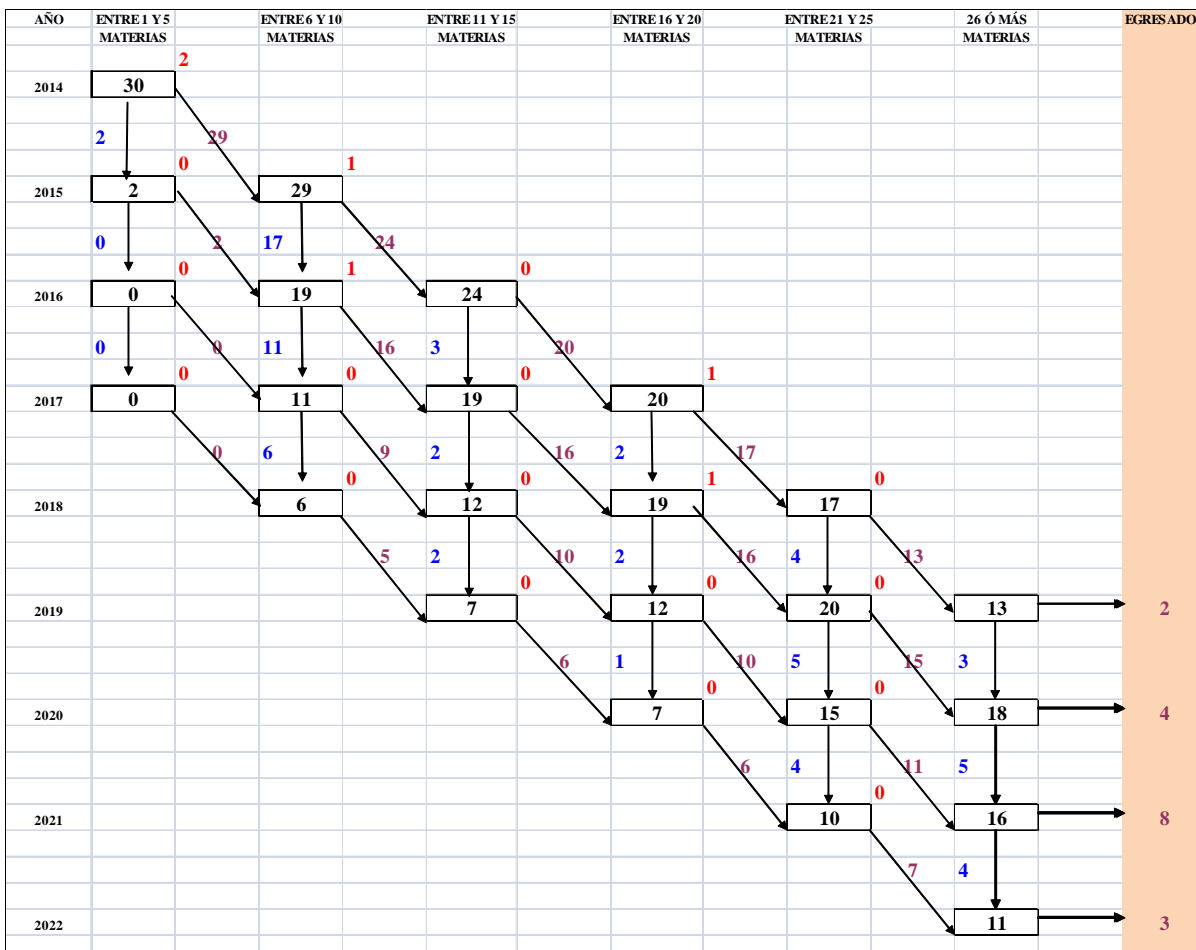 AÑO ENTRE 1 Y 5 ENTRE 6 Y 10 ENTRE 11 Y 15 ENTRE 16 Y 20 ENTRE 21 Y 25 26 Ó MÁS EGRESADO
MATERIAS MATERIAS MATERIAS MATERIAS MATERIAS MATERIAS
2
2014 30
2 29
0 1
2015 2 29
0 2 17 24
0 1 0
2016 0 19 24
0 0 11 16 3 20
0 0 0 1
2017 0 11 19 20
0 6 9 2 16 2 17
0 0 1 0
2018 6 12 19 17
5 2 10 2 16 4 13
0 0 0
2019 7 12 20 13 2
6 1 10 5 15 3
0 0
2020 7 15 18 4
6 4 11 5
0
2021 10 16 8
7 4
2022 11 3